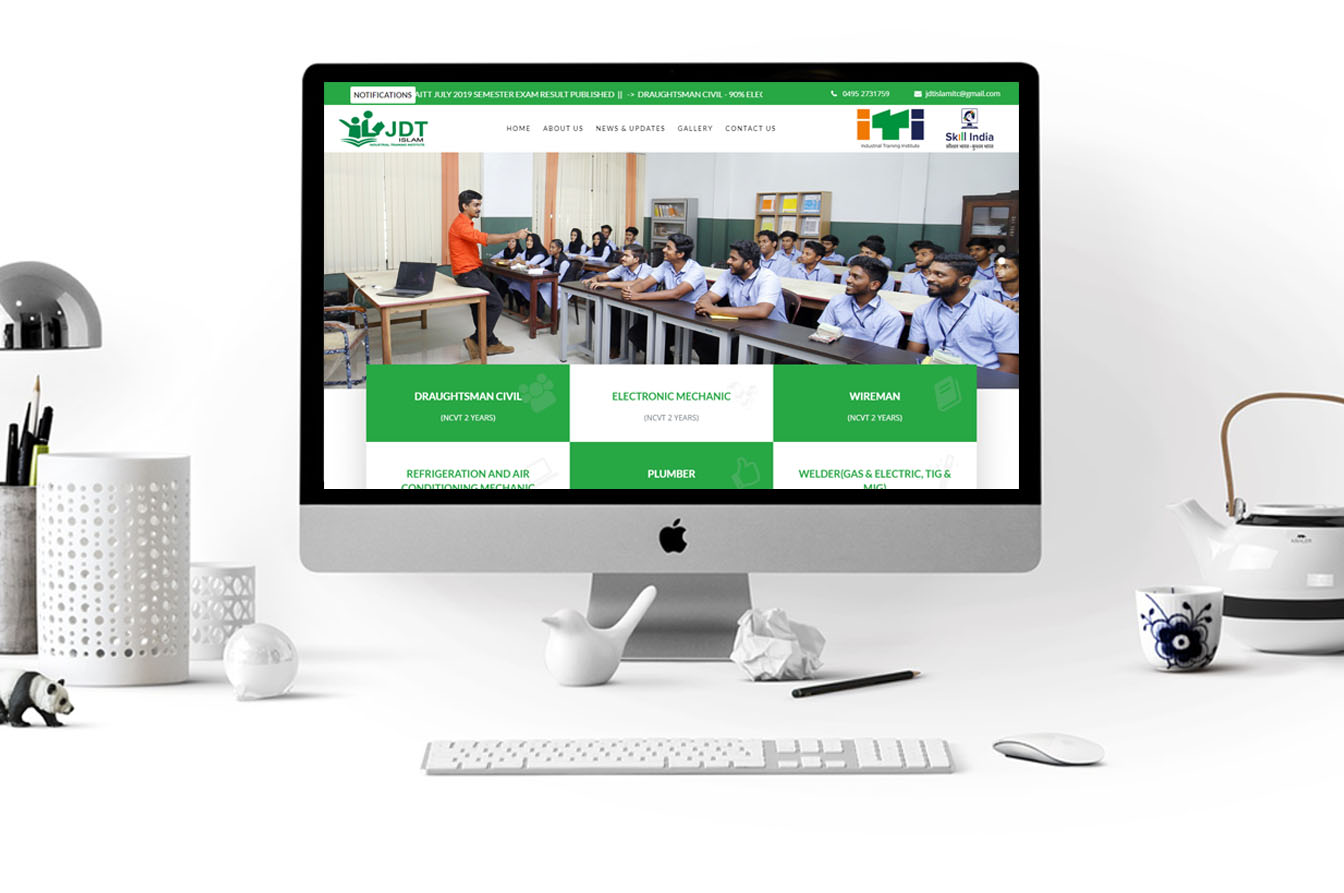 NOTIFICATIONS AITT JULY 2019 SEMESTER EXAM RESULT PUBLISHED || -> DRAUGHTSMAN CIVIL - 90% ELEC 0495 2731759 jdtislamitc@gmail.com
JDT
ISLAM
INDUSTRIAL TRAINING INSTITUTE
HOME ABOUT US NEWS & UPDATES GALLERY CONTACT US
iTi
Industrial Training Institute
Skill India
कौशल भारत - कुशल भारत
DRAUGHTSMAN CIVIL
(NCVT 2 YEARS)
ELECTRONIC MECHANIC
(NCVT 2 YEARS)
WIREMAN
(NCVT 2 YEARS)
REFRIGERATION AND AIR
CONDITIONING MECHANIC
PLUMBER
WELDER(GAS & ELECTRIC, TIG &
MIG)